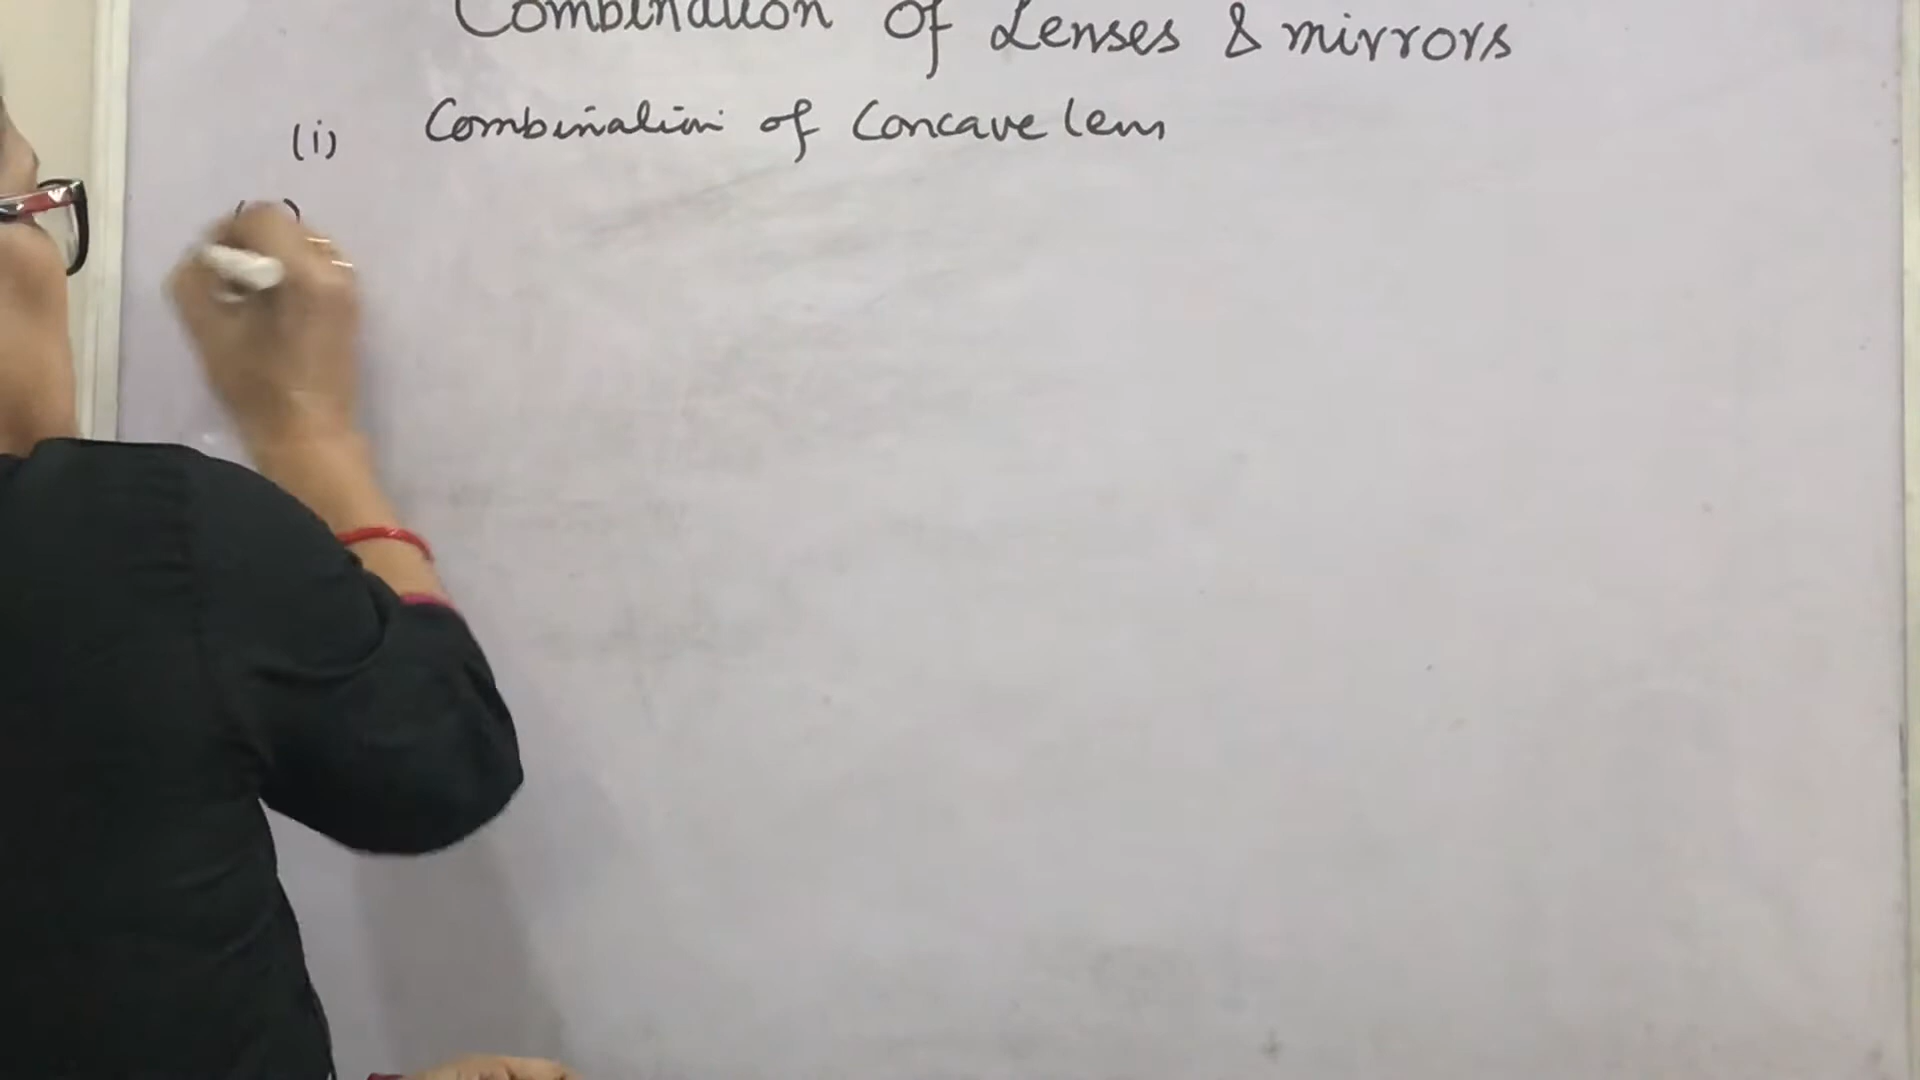 Combination of Lenses & mirrors
(i) Combination of Concave lens
( )